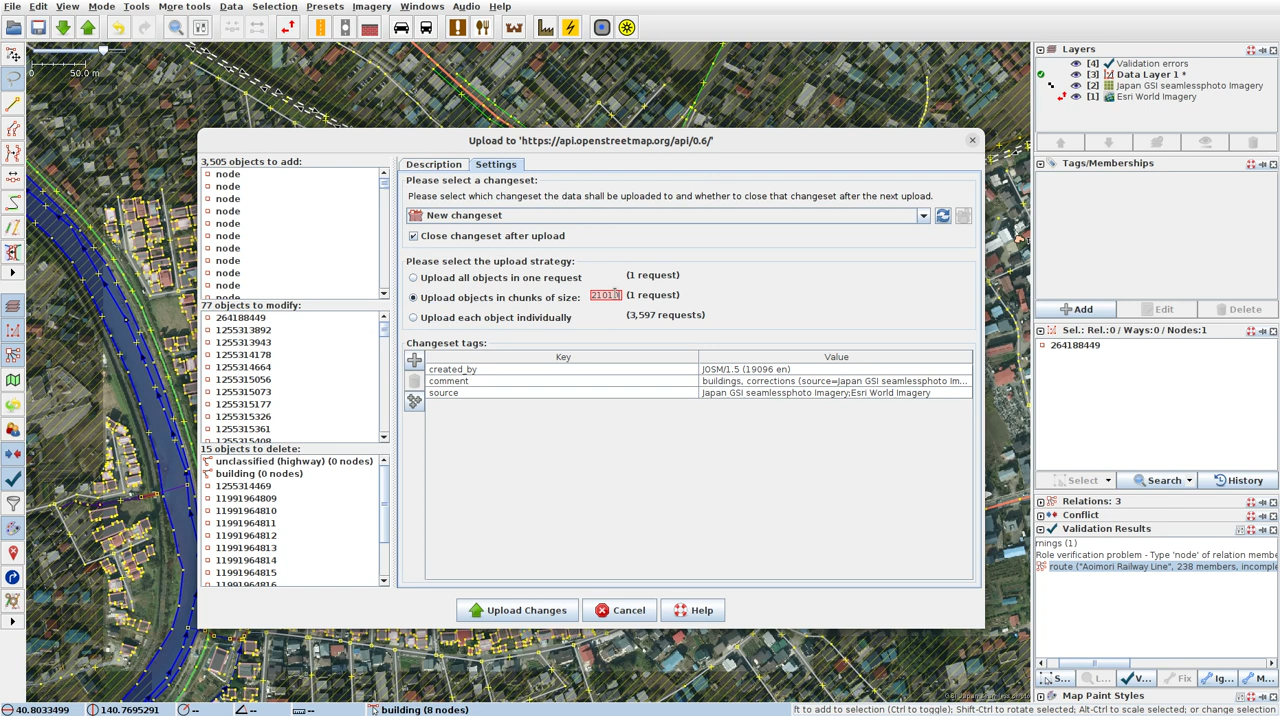 File Edit View Mode Tools More tools Data Selection Presets Imagery Windows Audio Help
0 50.0 m
Layers
[4] Validation errors
[3] Data Layer 1 *
[2] Japan GSI seamlessphoto Imagery
[1] Esri World Imagery
Tags/Memberships
Add Edit Delete
Sel.: Rel.:0 / Ways:0 / Nodes:1
264188449
Select Search History
Relations: 3
Conflict
Validation Results
rnings (1)
Role verification problem - Type 'node' of relation membe
route ("Aoimori Railway Line", 238 members, incomple
S... L... V... Fix Ig... M...
Map Paint Styles
Upload to 'https://api.openstreetmap.org/api/0.6/'
3,505 objects to add:
node
node
node
node
node
node
node
node
node
node
node
77 objects to modify:
264188449
1255313892
1255313943
1255314178
1255314664
1255315056
1255315073
1255315177
1255315326
1255315361
1255315408
15 objects to delete:
unclassified (highway) (0 nodes)
building (0 nodes)
1255314469
11991964809
11991964810
11991964811
11991964812
11991964813
11991964814
11991964815
11991964816
Description Settings
Please select a changeset:
Please select which changeset the data shall be uploaded to and whether to close that changeset after the next upload.
New changeset
Close changeset after upload
Please select the upload strategy:
Upload all objects in one request (1 request)
Upload objects in chunks of size: (1 request)
Upload each object individually (3,597 requests)
Changeset tags:
Key Value
created_by JOSM/1.5 (19096 en)
comment buildings, corrections (source=Japan GSI seamlessphoto Im...
source Japan GSI seamlessphoto Imagery;Esri World Imagery
Upload Changes Cancel Help
40.8033499 140.7695291 -- -- -- building (8 nodes) ft to add to selection (Ctrl to toggle); Shift-Ctrl to rotate selected; Alt-Ctrl to scale selected; or change selection